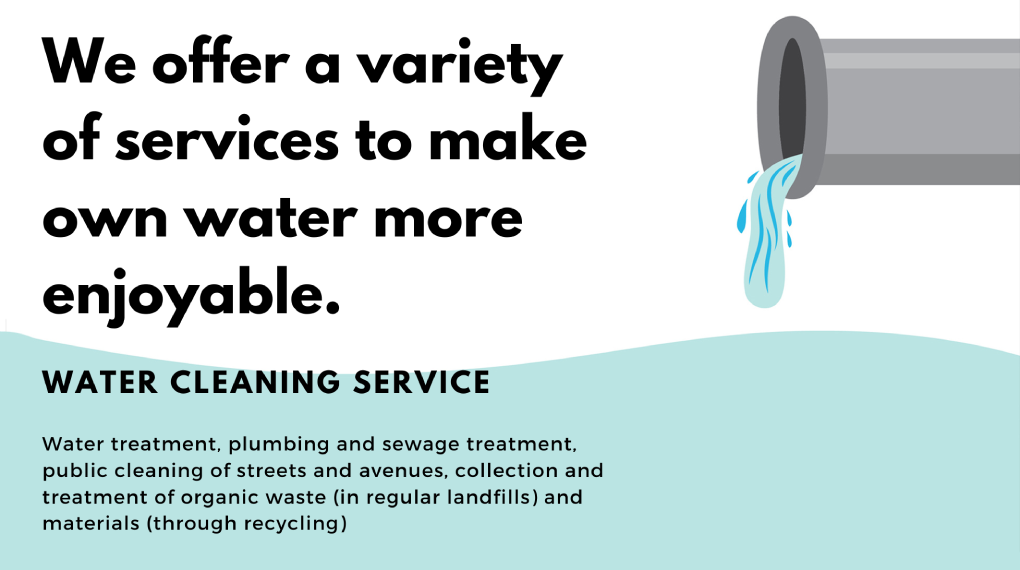 We offer a variety
of services to make
own water more
enjoyable.
WATER CLEANING SERVICE
Water treatment, plumbing and sewage treatment,
public cleaning of streets and avenues, collection and
treatment of organic waste (in regular landfills) and
materials (through recycling)